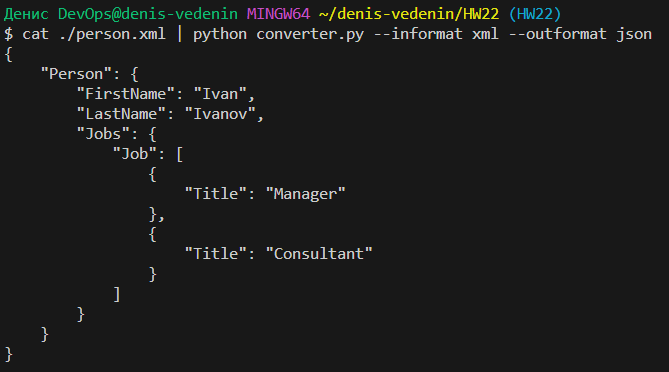 Денис DevOps@denis-vedenin MINGW64 ~/denis-vedenin/HW22 (HW22)
$ cat ./person.xml | python converter.py --informat xml --outformat json
{
    "Person": {
        "FirstName": "Ivan",
        "LastName": "Ivanov",
        "Jobs": {
            "Job": [
                {
                    "Title": "Manager"
                },
                {
                    "Title": "Consultant"
                }
            ]
        }
    }
}